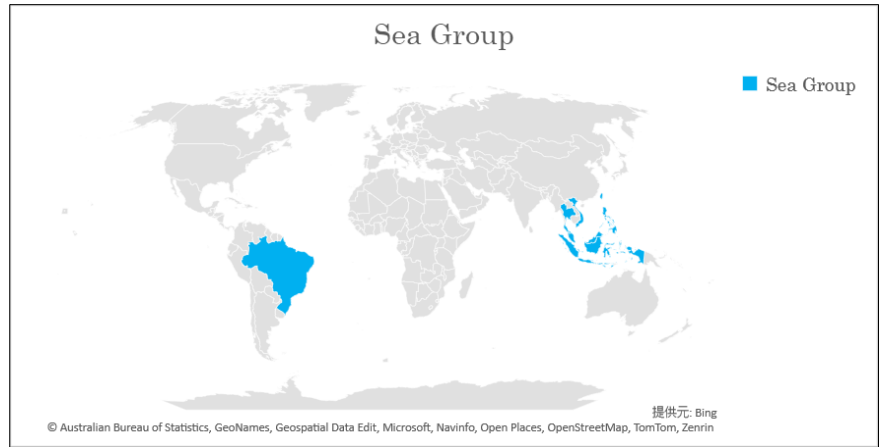 Sea Group
Sea Group
提供元: Bing
© Australian Bureau of Statistics, GeoNames, Geospatial Data Edit, Microsoft, Navinfo, Open Places, OpenStreetMap, TomTom, Zenrin